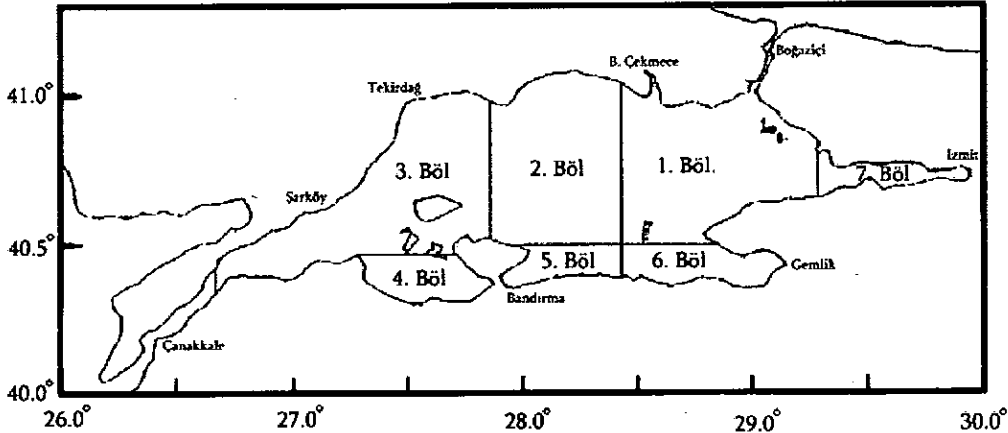 Boğaziçi
B. Çekmece
41.0°
Tekirdağ
İzmit
3. Böl
2. Böl
1. Böl.
7. Böl
Şarköy
40.5°
4. Böl
5. Böl
6. Böl
Gemlik
Bandırma
Çanakkale
40.0°
26.0°
27.0°
28.0°
29.0°
30.0°